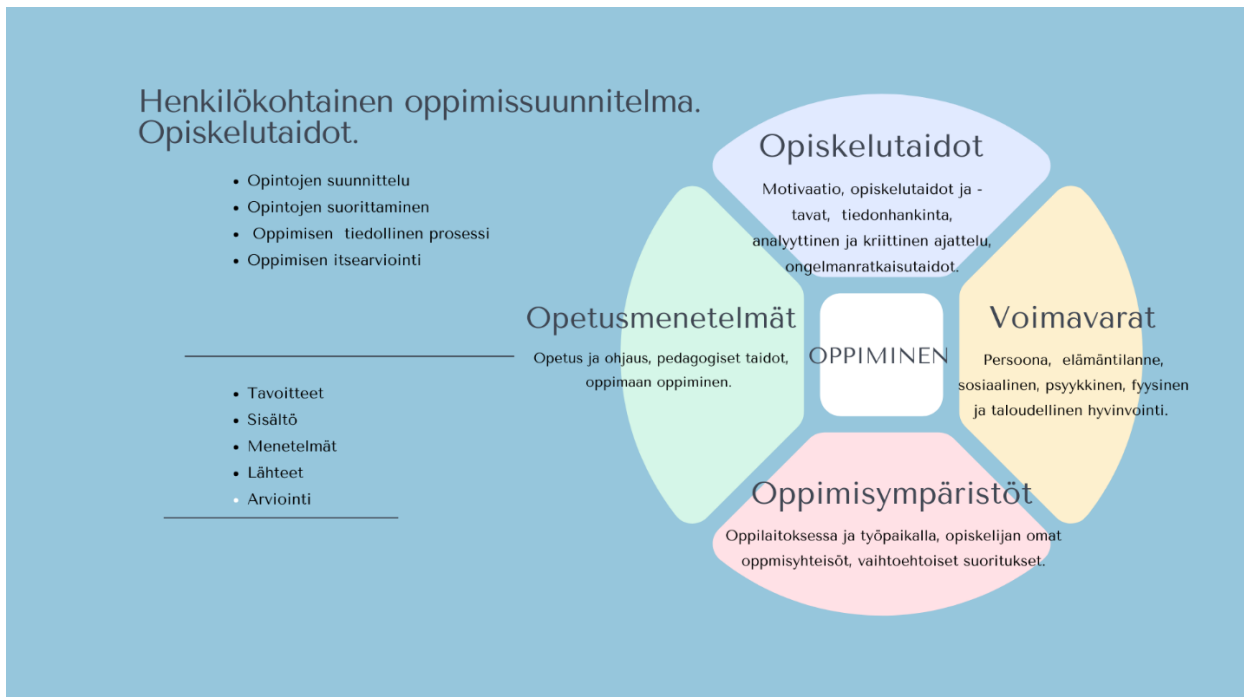 Henkilökohtainen oppimissuunnitelma.
Opiskelutaidot.
• Opintojen suunnittelu
• Opintojen suorittaminen
• Oppimisen tiedollinen prosessi
• Oppimisen itsearviointi
• Tavoitteet
• Sisältö
• Menetelmät
• Lähteet
• Arviointi
Opiskelutaidot
Motivaatio, opiskelutaidot ja -
tavat, tiedonhankinta,
analyyttinen ja kriittinen ajattelu,
ongelmanratkaisutaidot.
Opetusmenetelmät
Opetus ja ohjaus, pedagogiset taidot,
oppimaan oppiminen.
OPPIMINEN
Voimavarat
Persoona, elämäntilanne,
sosiaalinen, psyykkinen, fyysinen
ja taloudellinen hyvinvointi.
Oppimisympäristöt
Oppilaitoksessa ja työpaikalla, opiskelijan omat
oppmisyhteisöt, vaihtoehtoiset suoritukset.